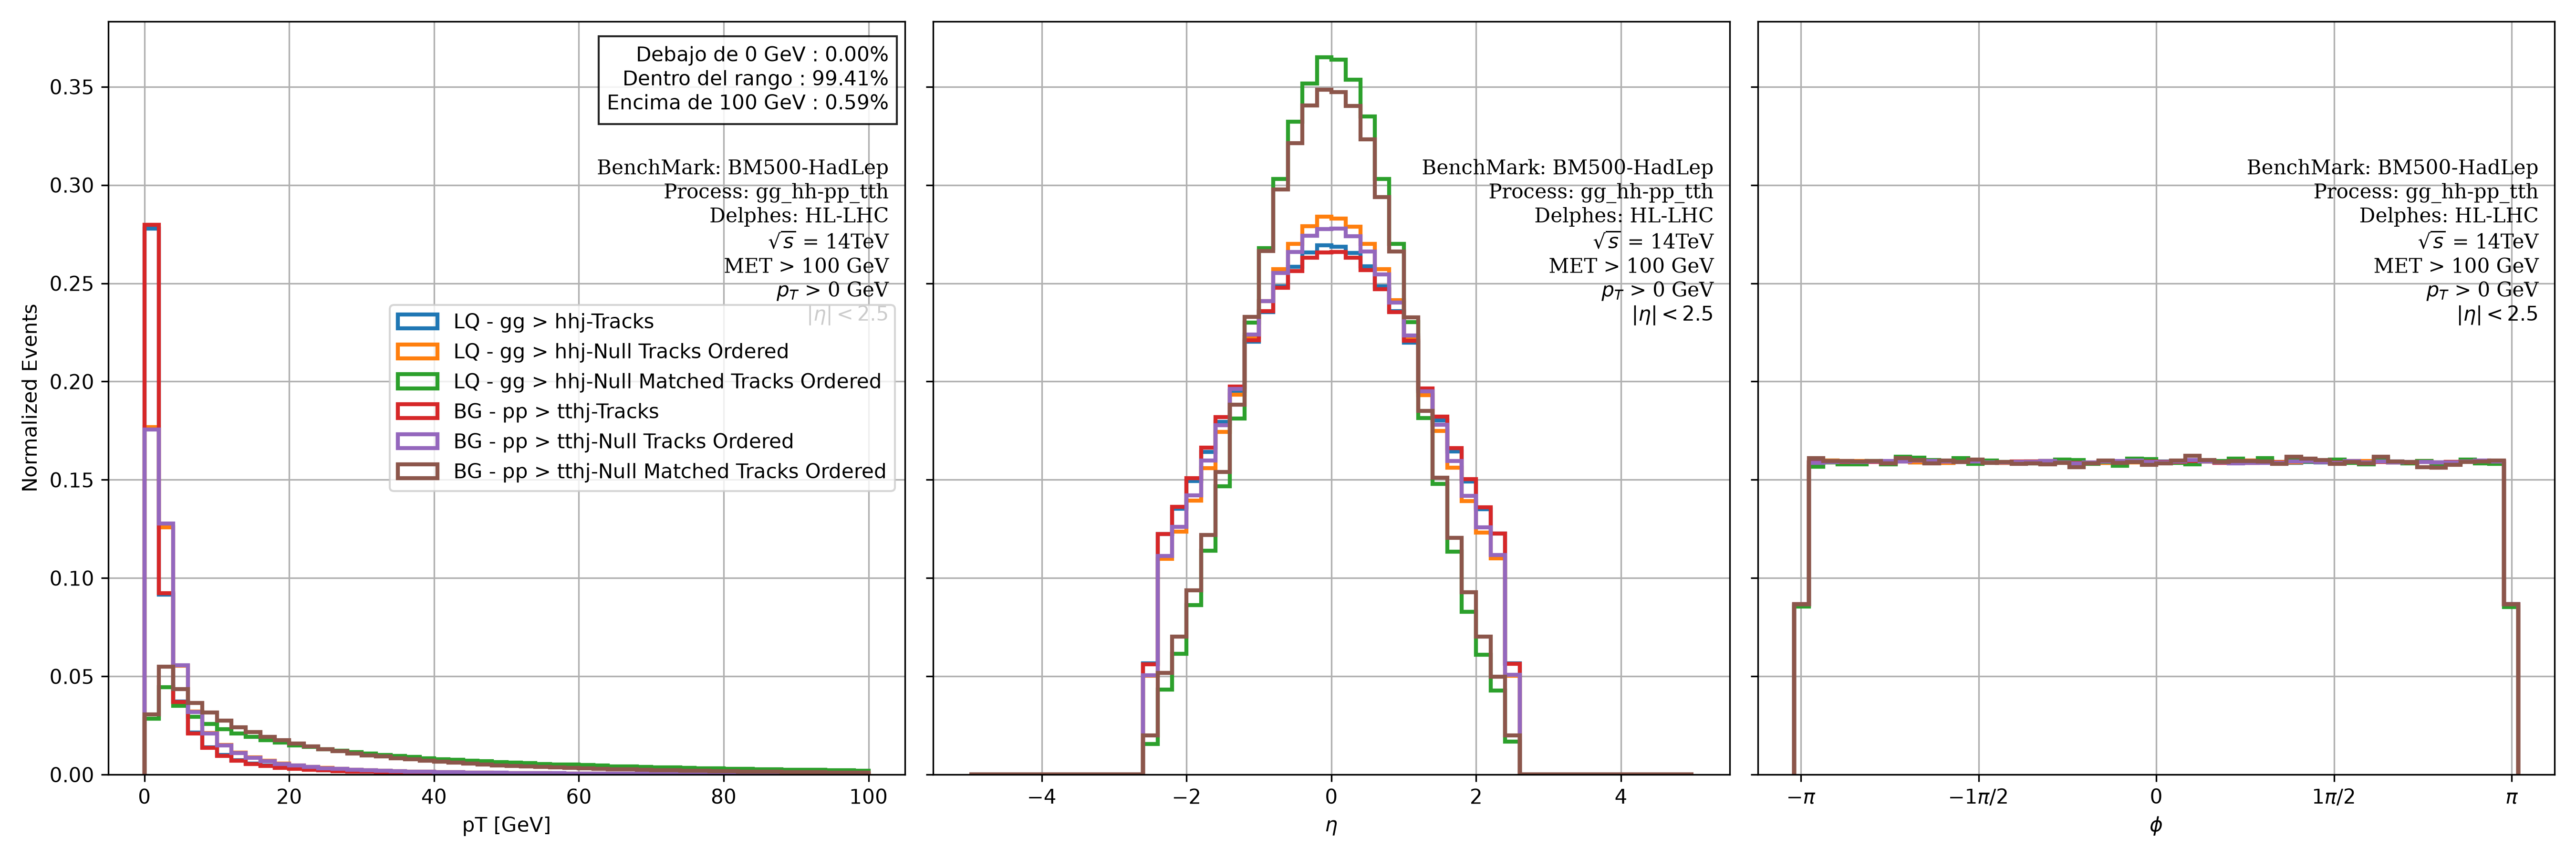 Normalized Events
0.35
0.30
0.25
0.20
0.15
0.10
0.05
0.00
Debajo de 0 GeV : 0.00%
Dentro del rango : 99.41%
Encima de 100 GeV : 0.59%
BenchMark: BM500-HadLep
Process: gg_hh-pp_tth
Delphes: HL-LHC
√s = 14TeV
MET > 100 GeV
p_T > 0 GeV
|η| < 2.5
LQ - gg > hhj-Tracks
LQ - gg > hhj-Null Tracks Ordered
LQ - gg > hhj-Null Matched Tracks Ordered
BG - pp > tthj-Tracks
BG - pp > tthj-Null Tracks Ordered
BG - pp > tthj-Null Matched Tracks Ordered
0 20 40 60 80 100
pT [GeV]
BenchMark: BM500-HadLep
Process: gg_hh-pp_tth
Delphes: HL-LHC
√s = 14TeV
MET > 100 GeV
p_T > 0 GeV
|η| < 2.5
−4 −2 0 2 4
η
BenchMark: BM500-HadLep
Process: gg_hh-pp_tth
Delphes: HL-LHC
√s = 14TeV
MET > 100 GeV
p_T > 0 GeV
|η| < 2.5
−π −1π/2 0 1π/2 π
ϕ